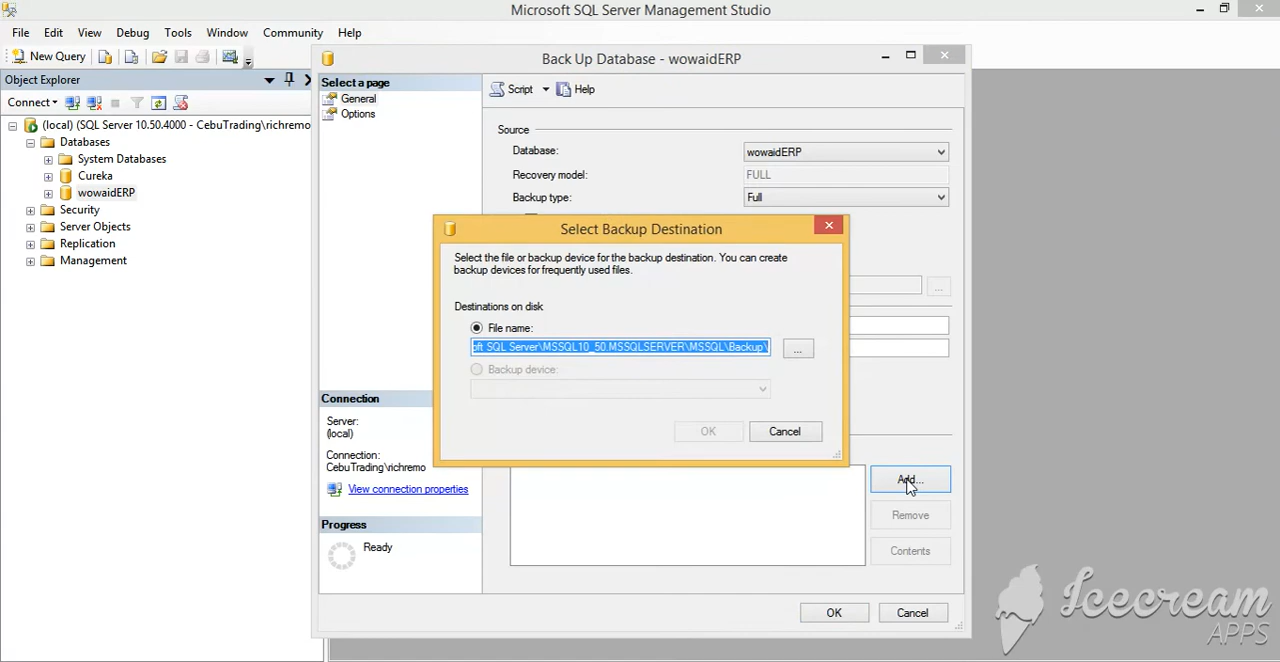 Microsoft SQL Server Management Studio
File Edit View Debug Tools Window Community Help
New Query
Object Explorer
Connect
(local) (SQL Server 10.50.4000 - CebuTrading\richremo
Databases
System Databases
Cureka
wowaidERP
Security
Server Objects
Replication
Management
Back Up Database - wowaidERP
Select a page
General
Options
Script Help
Source
Database: wowaidERP
Recovery model: FULL
Backup type: Full
...
Select Backup Destination
Select the file or backup device for the backup destination. You can create
backup devices for frequently used files.
Destinations on disk
File name:
oft SQL Server\MSSQL10_50.MSSQLSERVER\MSSQL\Backup\
...
Backup device:
OK Cancel
Connection
Server:
(local)
Connection:
CebuTrading\richremo
View connection properties
Progress
Ready
Add...
Remove
Contents
OK Cancel
Icecream
APPS